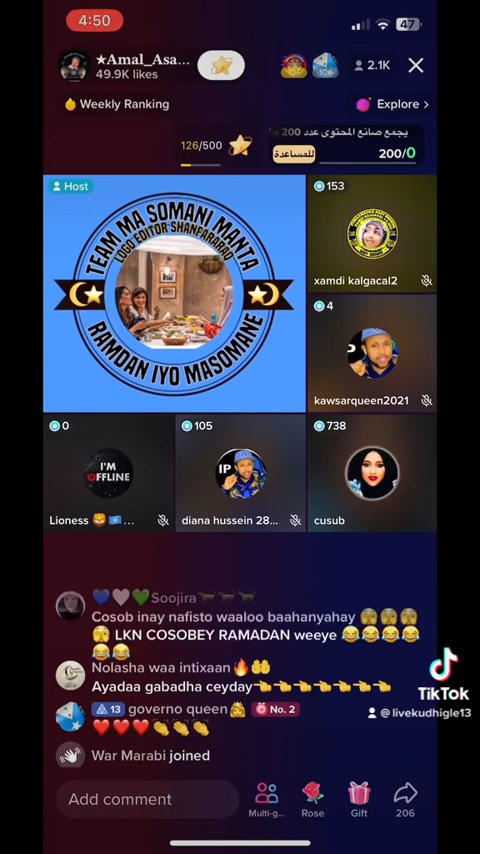 4:50
47
★Amal_Asa...
49.9K likes
2.1K
Weekly Ranking
Explore >
126/500
يجمع صانع المحتوى عدد 200
للمساعدة
200/0
Host
TEAM MA SOMANI MANTA
LOGO EDITOR SHANFARARRO
RAMDAN IYO MASOMANE
153
xamdi kalgacal2
4
kawsarqueen2021
0
I'M
OFFLINE
Lioness 🦁🇸🇴...
105
diana hussein 28...
738
cusub
💙🤍💚Soojira🐈‍⬛🐈‍⬛🐈‍⬛
Cosob inay nafisto waaloo baahanyahay 🫣🫣🫣
🫣 LKN COSOBEY RAMADAN weeye 😂😂😂😂
😂😂
Nolasha waa intixaan🔥🤲
Ayadaa gabadha ceyday👈👈👈👈👈👈👈
13 governo queen👸 No. 2
❤️❤️❤️👏👏👏
War Marabi joined
TikTok
@livekudhigle13
Add comment
Multi-g...
Rose
Gift
206